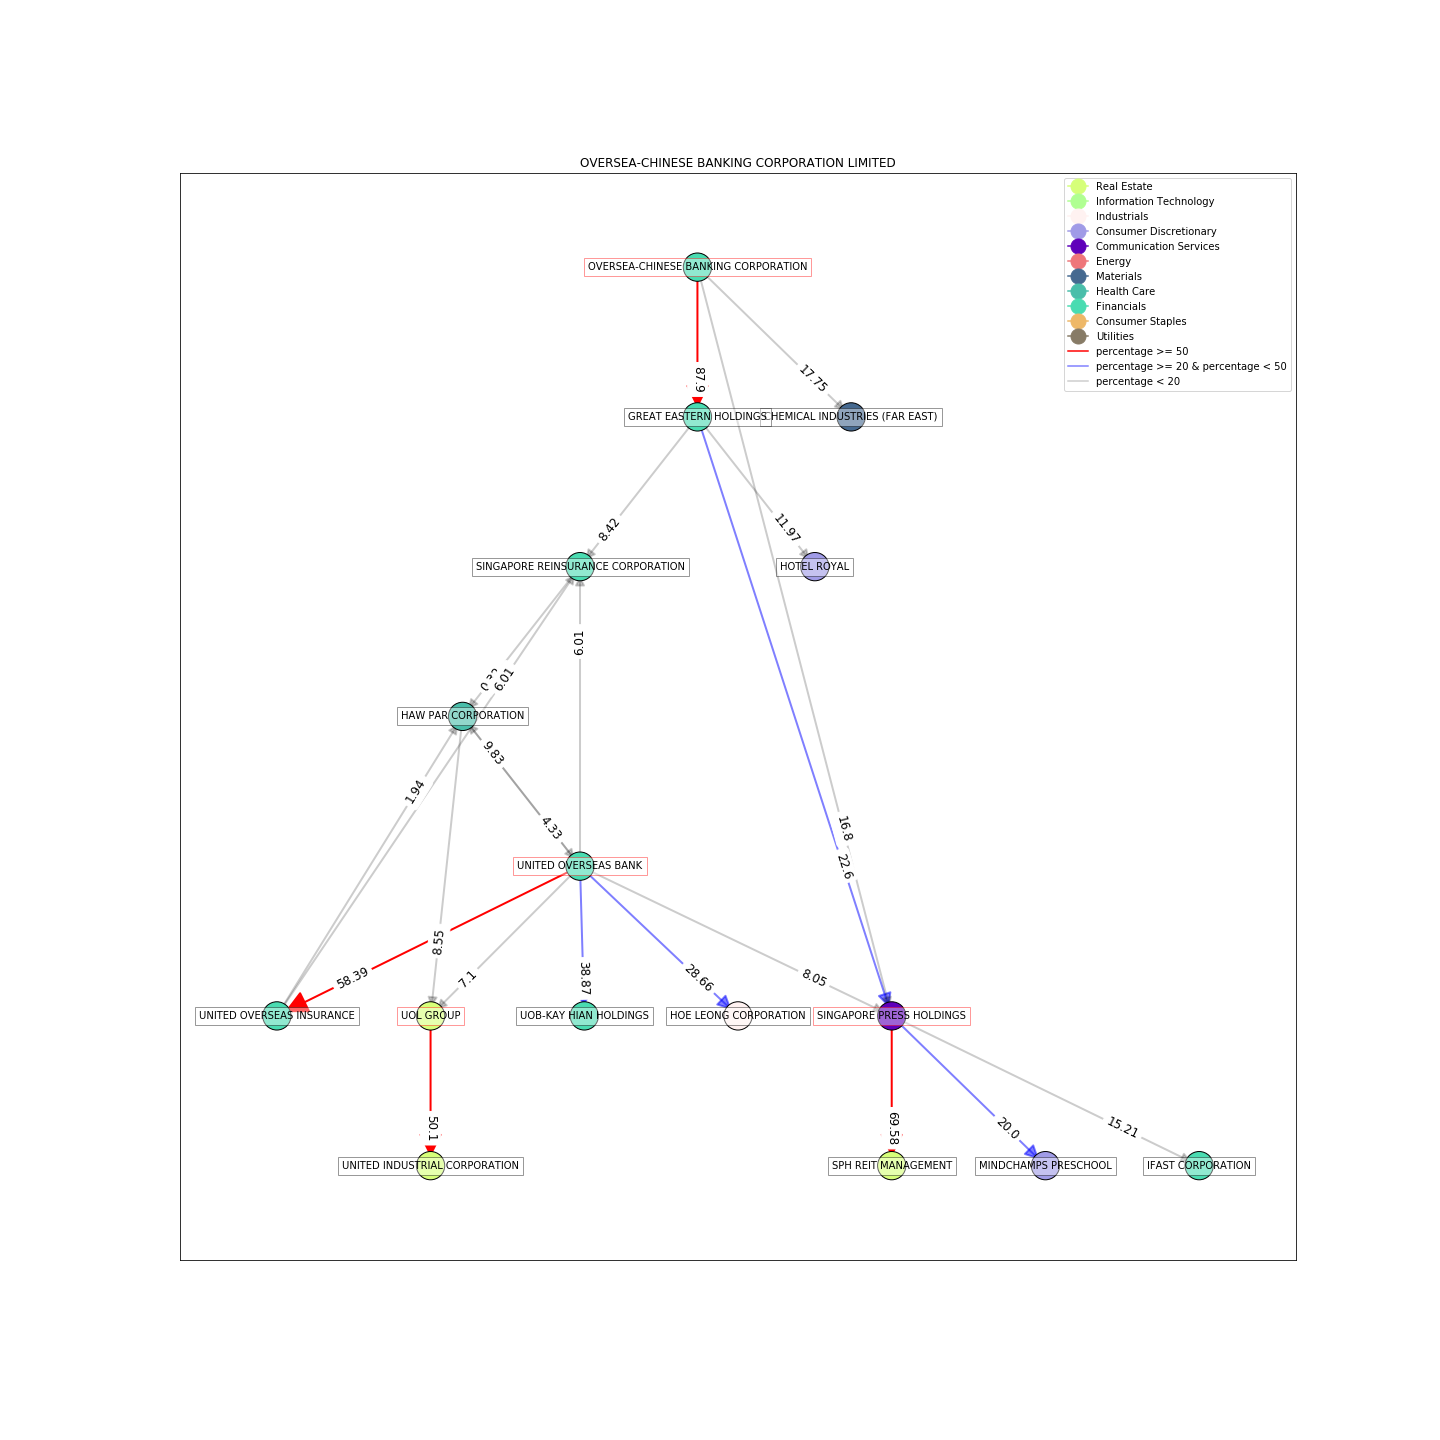 OVERSEA-CHINESE BANKING CORPORATION LIMITED
Real Estate
Information Technology
Industrials
Consumer Discretionary
Communication Services
Energy
Materials
Health Care
Financials
Consumer Staples
Utilities
percentage >= 50
percentage >= 20 & percentage < 50
percentage < 20
OVERSEA-CHINESE BANKING CORPORATION
87.9
17.75
GREAT EASTERN HOLDINGS
CHEMICAL INDUSTRIES (FAR EAST)
8.42
11.97
SINGAPORE REINSURANCE CORPORATION
HOTEL ROYAL
6.01
6.01
HAW PAR CORPORATION
9.83
1.94
4.33
16.8
22.6
UNITED OVERSEAS BANK
8.55
58.39
7.1
38.87
28.66
8.05
UNITED OVERSEAS INSURANCE
UOL GROUP
UOB-KAY HIAN HOLDINGS
HOE LEONG CORPORATION
SINGAPORE PRESS HOLDINGS
50.1
69.58
20.0
15.21
UNITED INDUSTRIAL CORPORATION
SPH REIT MANAGEMENT
MINDCHAMPS PRESCHOOL
IFAST CORPORATION